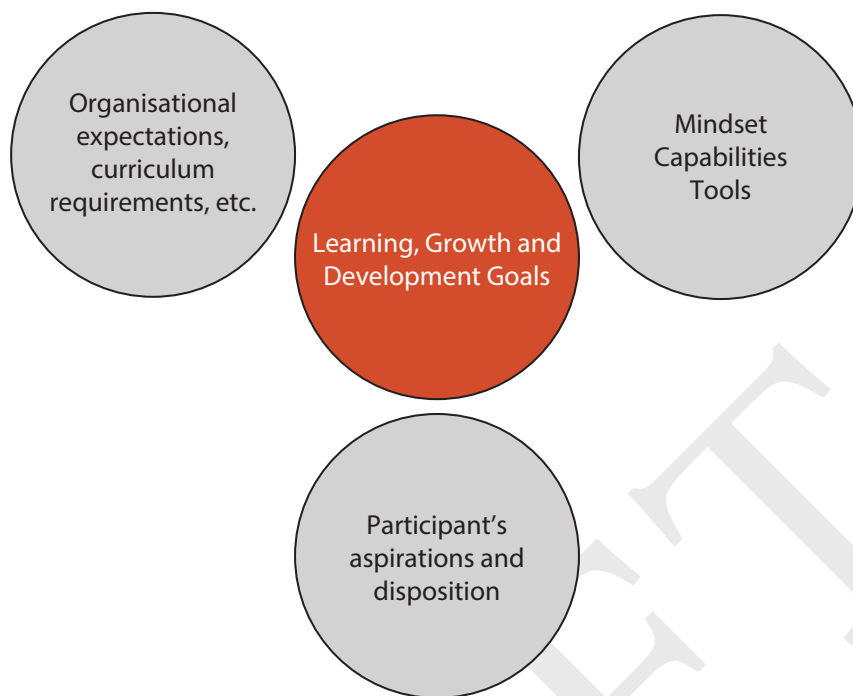 Organisational
expectations,
curriculum
requirements, etc.
Mindset
Capabilities
Tools
Learning, Growth and
Development Goals
Participant’s
aspirations and
disposition